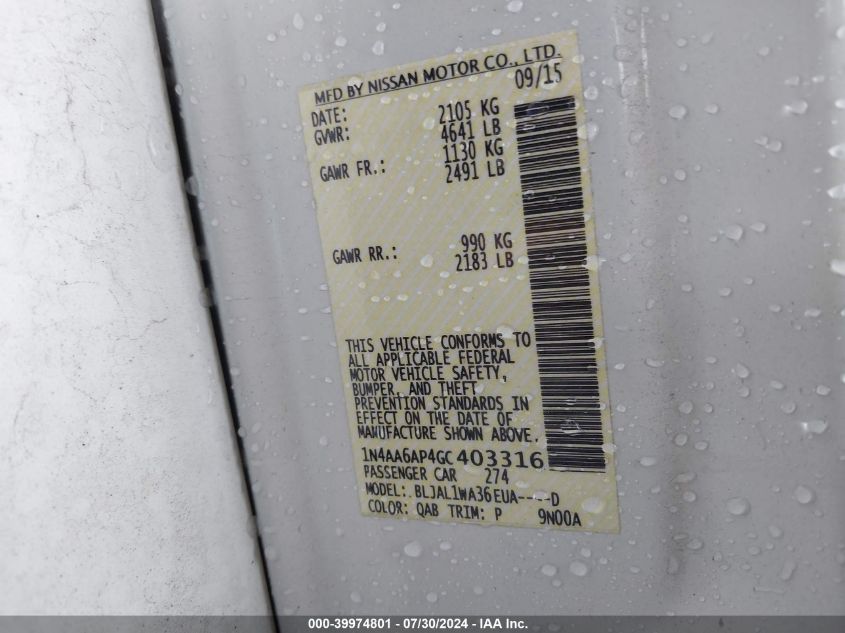 MFD BY NISSAN MOTOR CO., LTD.
DATE: 09/15
GVWR: 2105 KG
4641 LB
GAWR FR.: 1130 KG
2491 LB
GAWR RR.: 990 KG
2183 LB
THIS VEHICLE CONFORMS TO
ALL APPLICABLE FEDERAL
MOTOR VEHICLE SAFETY,
BUMPER, AND THEFT
PREVENTION STANDARDS IN
EFFECT ON THE DATE OF
MANUFACTURE SHOWN ABOVE.
1N4AA6AP4GC403316
PASSENGER CAR 274
MODEL: BLJAL1WA36EUA----D
COLOR: QAB TRIM: P 9N00A
000-39974801 / 07/30/2024 - IAA Inc.